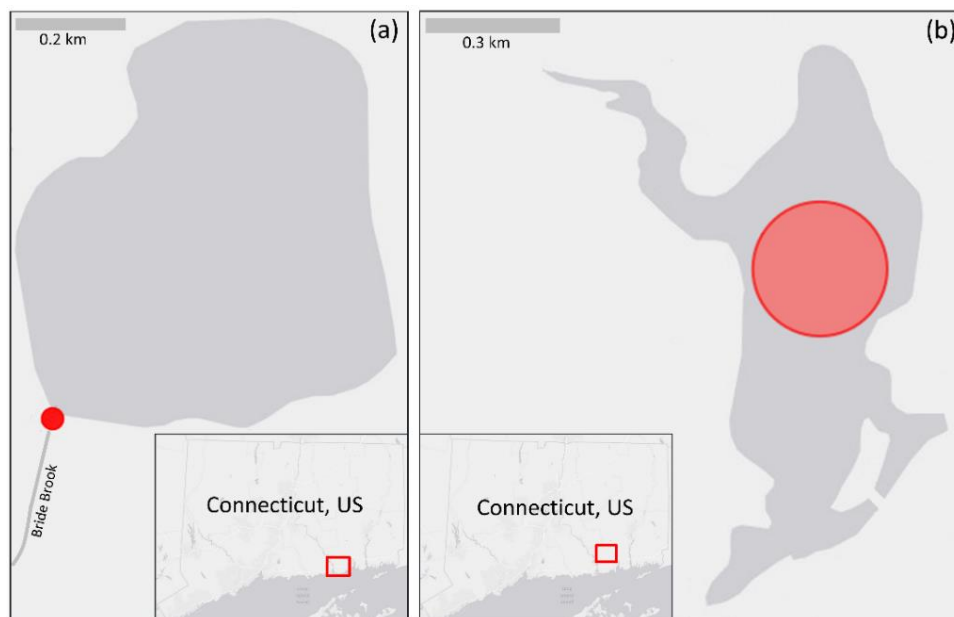 (a)
0.2 km
Bride Brook
Connecticut, US
(b)
0.3 km
Connecticut, US